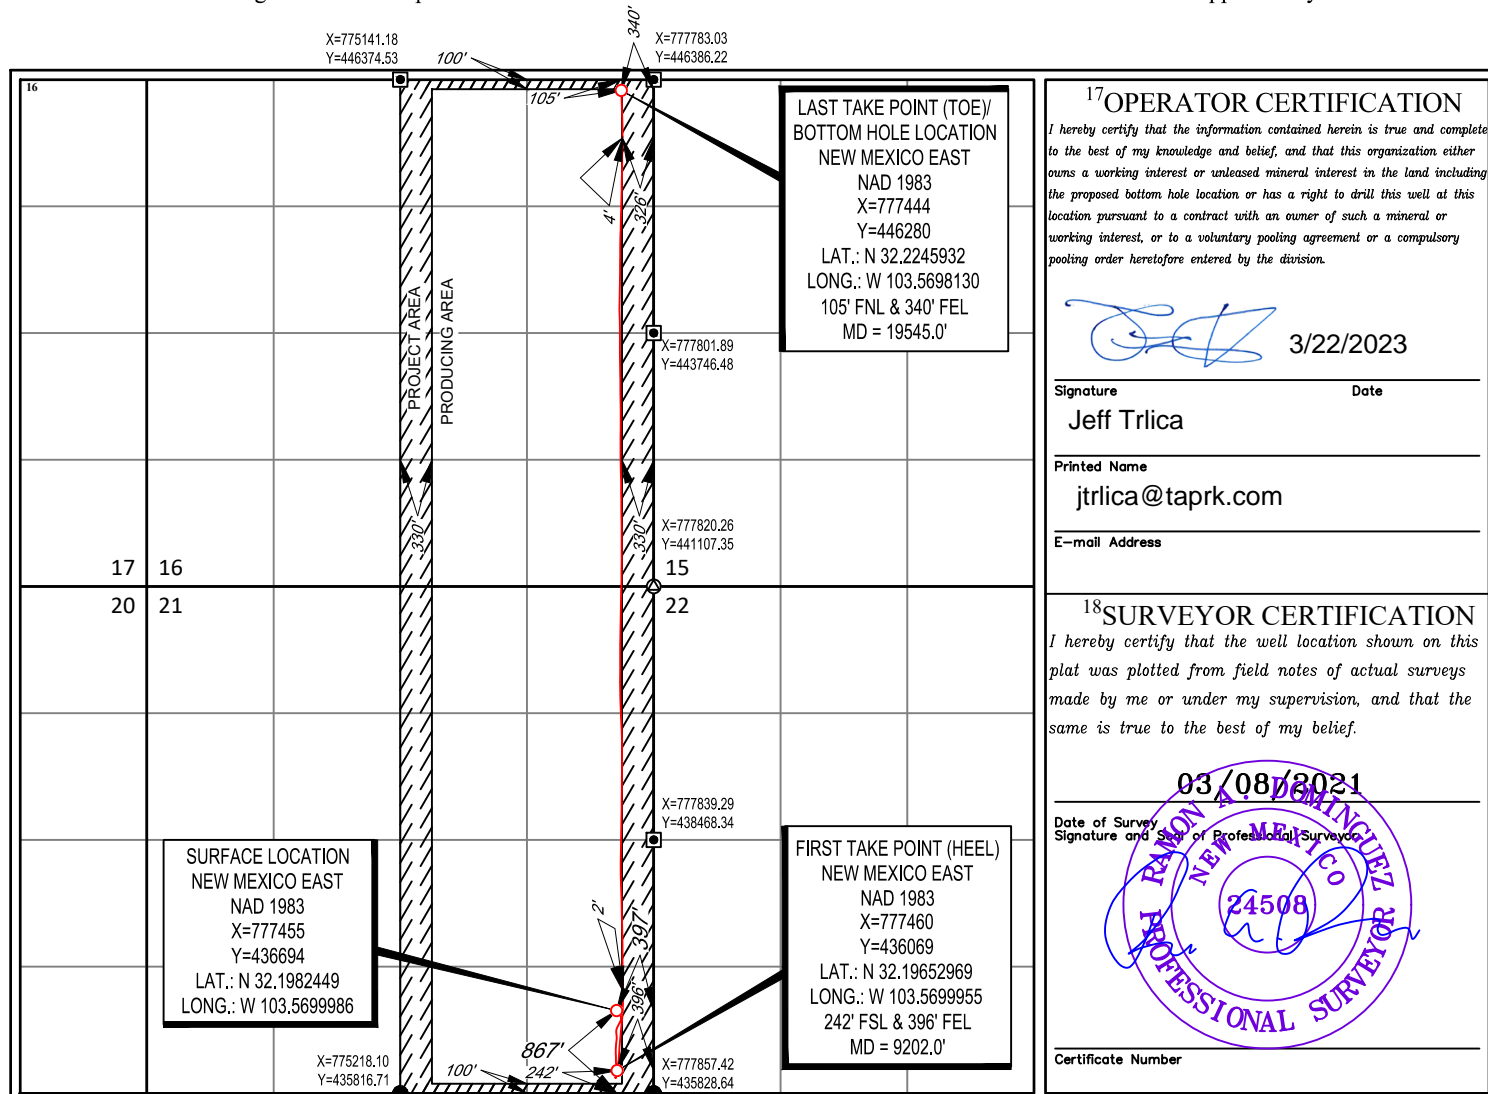 340'
X=775141.18
Y=446374.53
100'
X=777783.03
Y=446386.22
16
105'
LAST TAKE POINT (TOE)/
BOTTOM HOLE LOCATION
NEW MEXICO EAST
NAD 1983
X=777444
Y=446280
LAT.: N 32.2245932
LONG.: W 103.5698130
105' FNL & 340' FEL
MD = 19545.0'
4'
326'
PROJECT AREA
PRODUCING AREA
X=777801.89
Y=443746.48
330'
330'
X=777820.26
Y=441107.35
17 16
15
20 21
22
X=777839.29
Y=438468.34
SURFACE LOCATION
NEW MEXICO EAST
NAD 1983
X=777455
Y=436694
LAT.: N 32.1982449
LONG.: W 103.5699986
2'
397'
396'
FIRST TAKE POINT (HEEL)
NEW MEXICO EAST
NAD 1983
X=777460
Y=436069
LAT.: N 32.19652969
LONG.: W 103.5699955
242' FSL & 396' FEL
MD = 9202.0'
867'
X=775218.10
Y=435816.71
100'
242'
X=777857.42
Y=435828.64
17OPERATOR CERTIFICATION
I hereby certify that the information contained herein is true and complete
to the best of my knowledge and belief, and that this organization either
owns a working interest or unleased mineral interest in the land including
the proposed bottom hole location or has a right to drill this well at this
location pursuant to a contract with an owner of such a mineral or
working interest, or to a voluntary pooling agreement or a compulsory
pooling order heretofore entered by the division.
3/22/2023
Signature Date
Jeff Trlica
Printed Name
jtrlica@taprk.com
E-mail Address
18SURVEYOR CERTIFICATION
I hereby certify that the well location shown on this
plat was plotted from field notes of actual surveys
made by me or under my supervision, and that the
same is true to the best of my belief.
03/08/2021
Date of Survey
Signature and Seal of Professional Surveyor
RAMON A. DOMINGUEZ
NEW MEXICO
24508
PROFESSIONAL SURVEYOR
Certificate Number